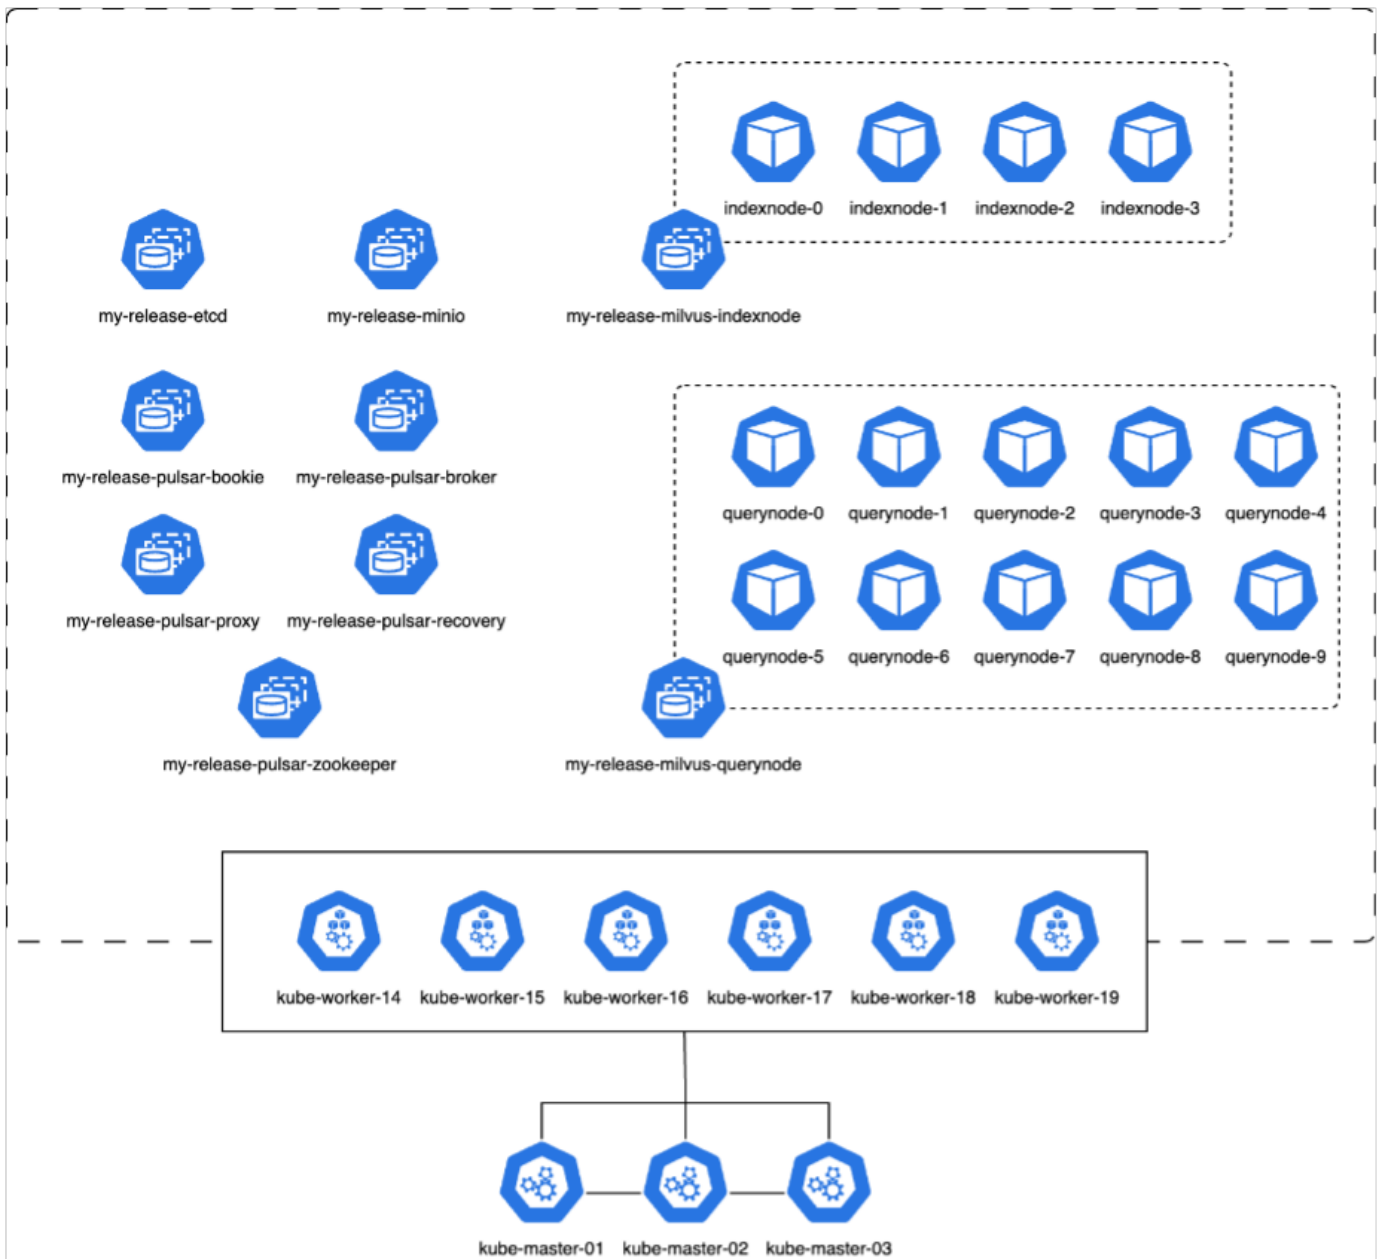 indexnode-0 indexnode-1 indexnode-2 indexnode-3
my-release-etcd my-release-minio my-release-milvus-indexnode
my-release-pulsar-bookie my-release-pulsar-broker
querynode-0 querynode-1 querynode-2 querynode-3 querynode-4
my-release-pulsar-proxy my-release-pulsar-recovery
querynode-5 querynode-6 querynode-7 querynode-8 querynode-9
my-release-pulsar-zookeeper my-release-milvus-querynode
kube-worker-14 kube-worker-15 kube-worker-16 kube-worker-17 kube-worker-18 kube-worker-19
kube-master-01 kube-master-02 kube-master-03